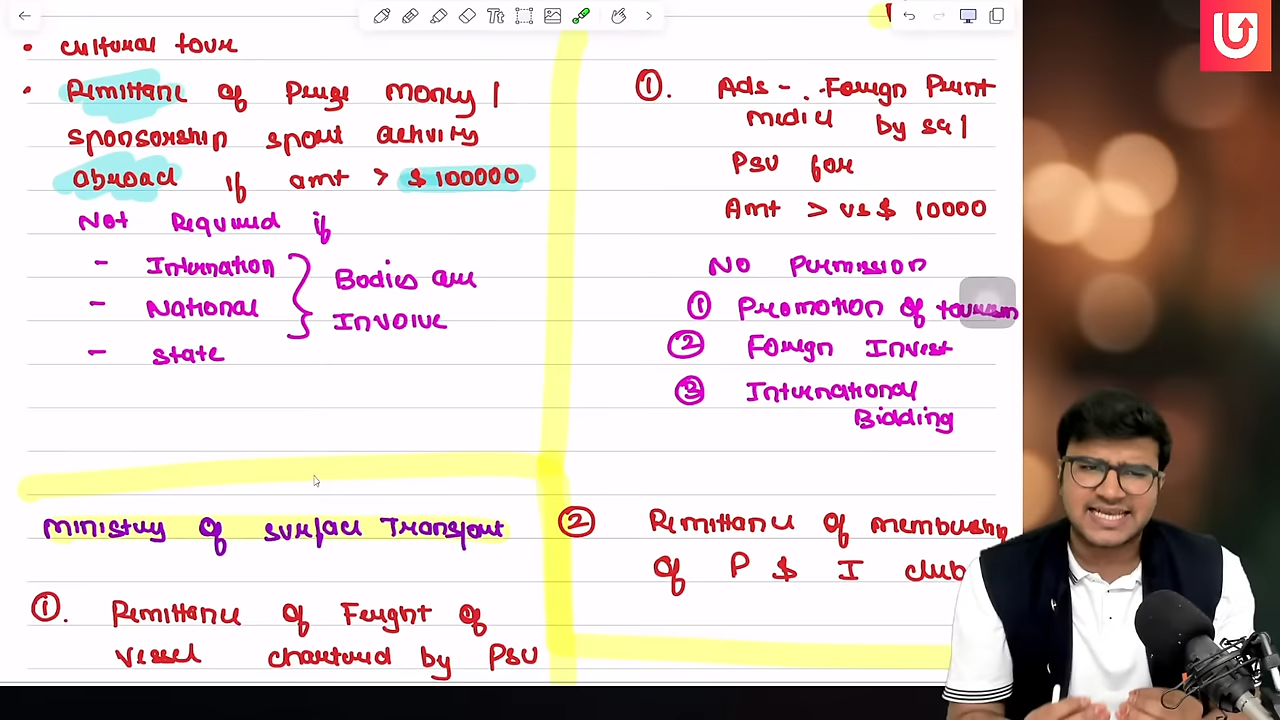 • Cultural tour
• Remittance of Prize Money /
sponsorship sport activity
abroad if amt > $ 100000
Not Required if
- Internation
- National
- State
} Bodies are
Involve
①. Ads - Foreign Print
media by SG /
PSU for
Amt > US $ 10000
No Permission
① Promotion of tourism
② Foreign Invest
③ International
Bidding
Ministry of surface Transport
①. Remittance of Freight of
vessel chartered by PSU
② Remittance of membership
of P $ I club
Tt